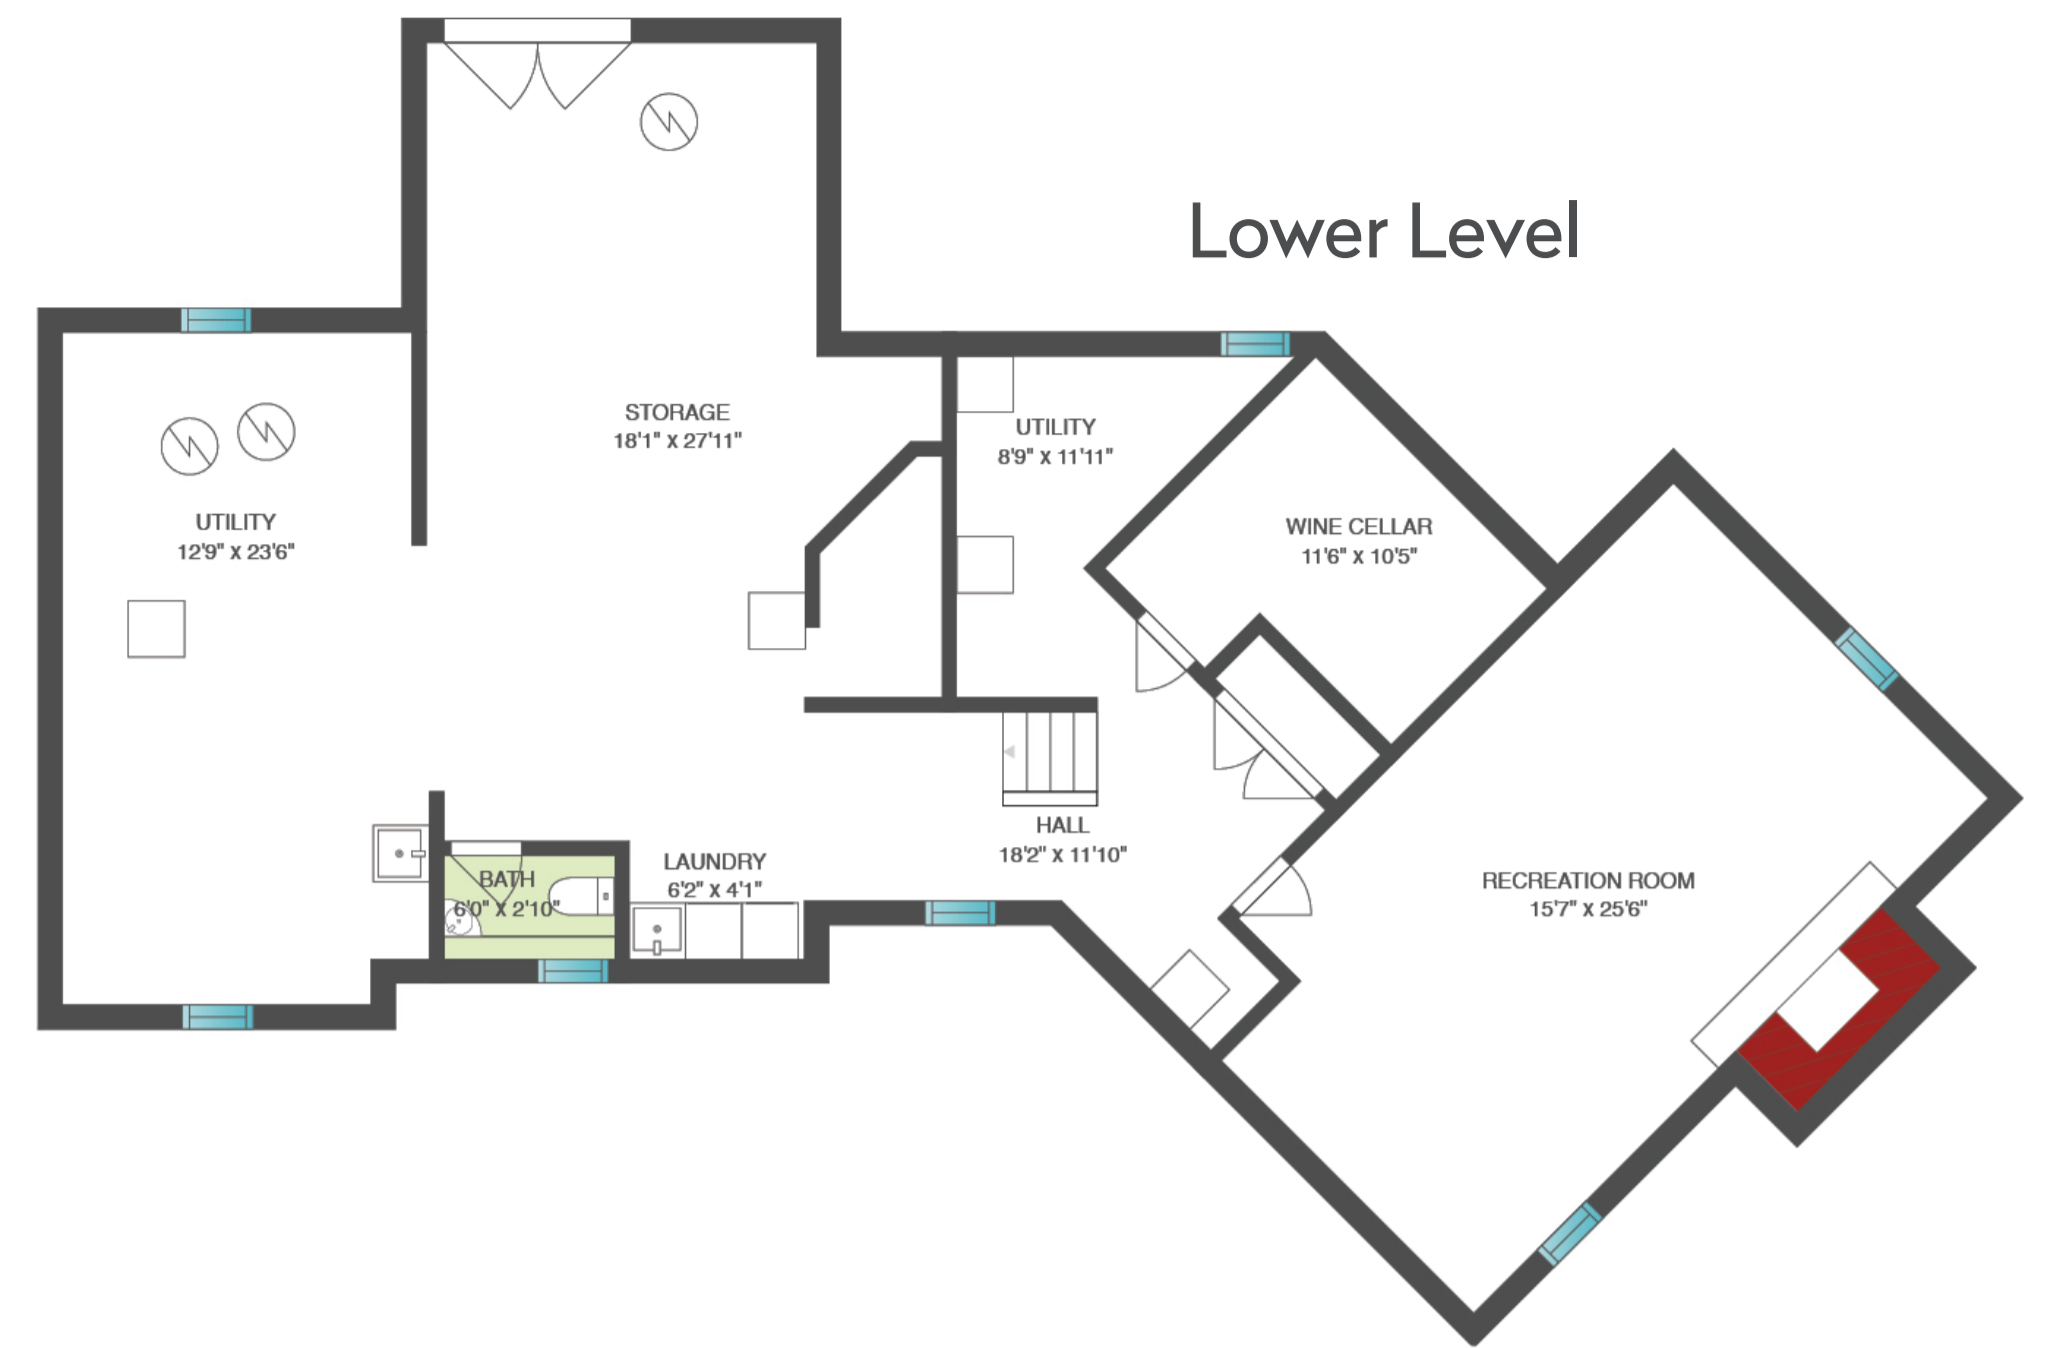 Lower Level
STORAGE
18'1" x 27'11"
UTILITY
8'9" x 11'11"
UTILITY
12'9" x 23'6"
WINE CELLAR
11'6" x 10'5"
HALL
18'2" x 11'10"
LAUNDRY
6'2" x 4'1"
BATH
6'0" x 2'10"
RECREATION ROOM
15'7" x 25'6"